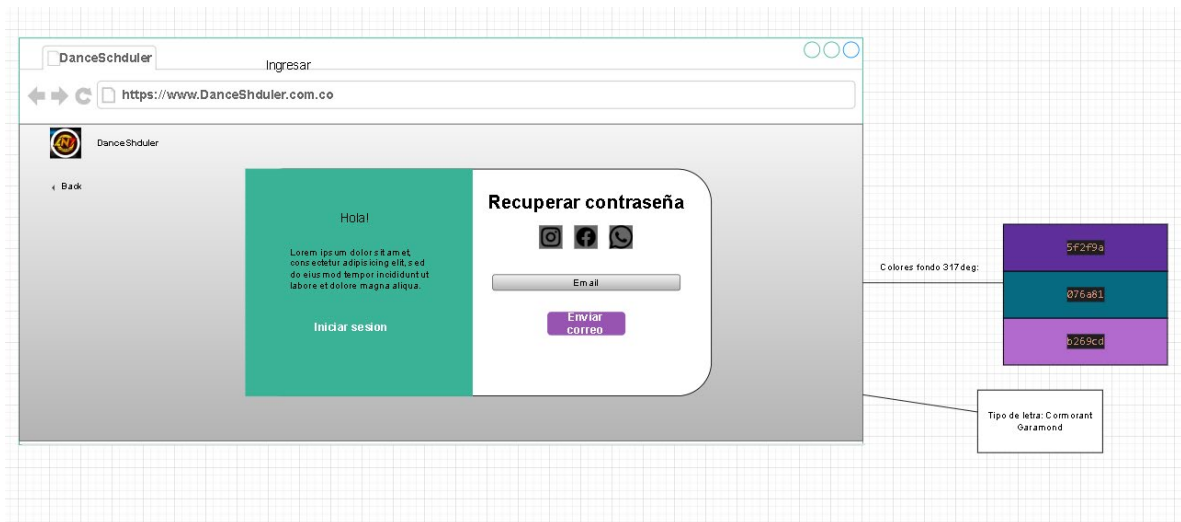 DanceSchduler
Ingresar
https://www.DanceShduler.com.co
DanceShduler
Back
Hola!
Lorem ipsum dolor sit amet,
consectetur adipisicing elit, sed
do eiusmod tempor incididunt ut
labore et dolore magna aliqua.
Iniciar sesion
Recuperar contraseña
Email
Enviar
correo
Colores fondo 317deg:
5f2f9a
076a81
b269cd
Tipo de letra: Cormorant
Garamond